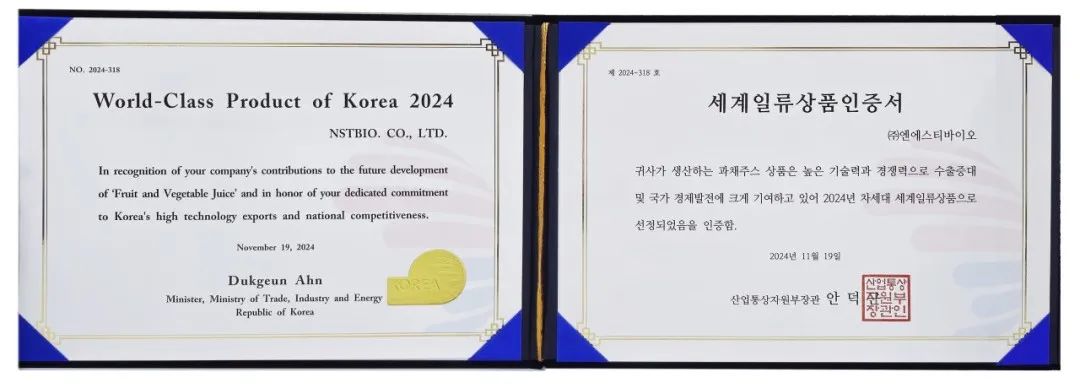 NO. 2024-318
World-Class Product of Korea 2024
NSTBIO. CO., LTD.
In recognition of your company's contributions to the future development
of 'Fruit and Vegetable Juice' and in honor of your dedicated commitment
to Korea's high technology exports and national competitiveness.
November 19, 2024
Dukgeun Ahn
Minister, Ministry of Trade, Industry and Energy
Republic of Korea
KOREA
제 2024-318 호
세계일류상품인증서
㈜엔에스티바이오
귀사가 생산하는 과채주스 상품은 높은 기술력과 경쟁력으로 수출증대
및 국가 경제발전에 크게 기여하고 있어 2024년 차세대 세계일류상품으로
선정되었음을 인증함.
2024년 11월 19일
산업통상자원부장관 안 덕 근
산업통상
자원부
장관인